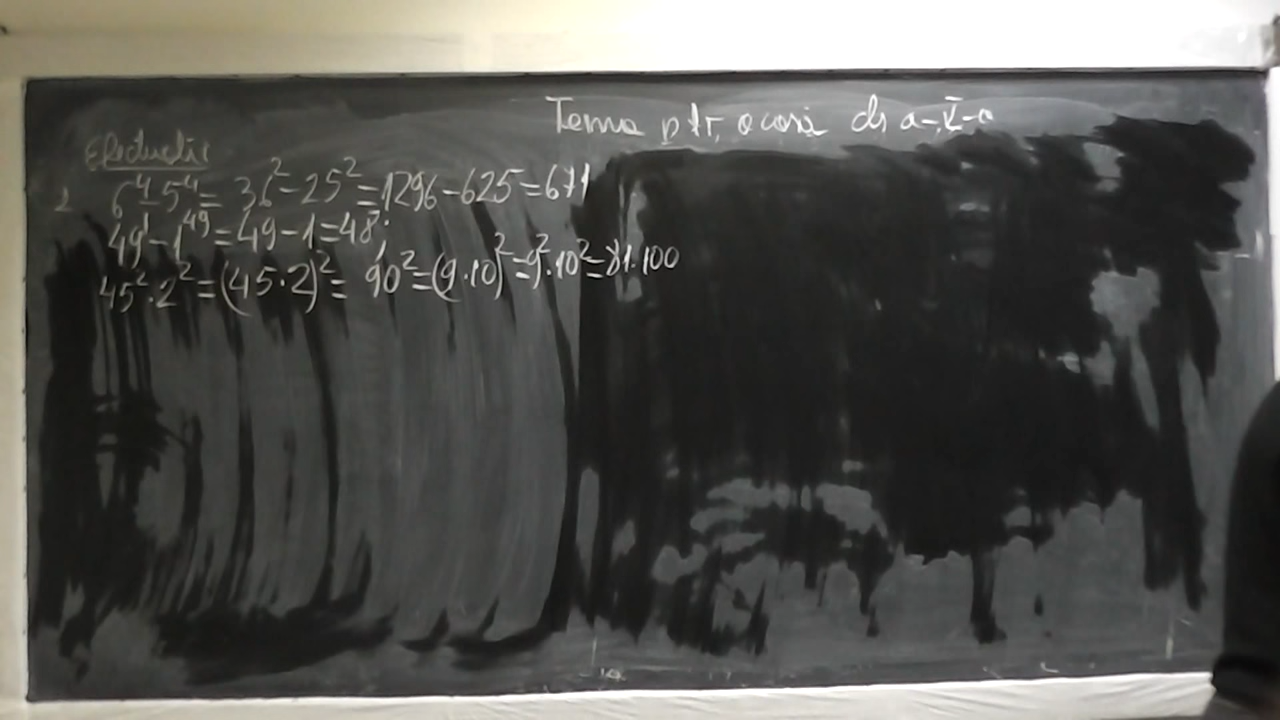 Tema ptr. acasă cls a-V-a
Efectuați:
6⁴-5⁴= 36²-25²=1296-625=671
49¹-1⁴⁹=49-1=48;
45²·2²=(45·2)²= 90²=(9·10)²=9²·10²=81·100